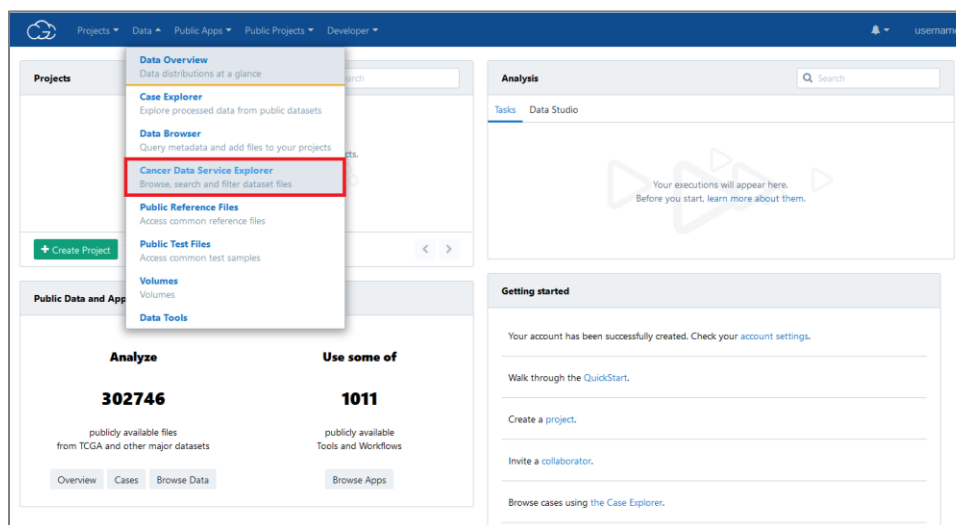 Projects Data Public Apps Public Projects Developer
username
Data Overview
Data distributions at a glance
Case Explorer
Explore processed data from public datasets
Data Browser
Query metadata and add files to your projects
Cancer Data Service Explorer
Browse, search and filter dataset files
Public Reference Files
Access common reference files
Public Test Files
Access common test samples
Volumes
Volumes
Data Tools
Projects
+ Create Project
Analysis
Search
Tasks Data Studio
Your executions will appear here.
Before you start, learn more about them.
Public Data and App
Analyze
302746
publicly available files
from TCGA and other major datasets
Overview Cases Browse Data
Use some of
1011
publicly available
Tools and Workflows
Browse Apps
Getting started
Your account has been successfully created. Check your account settings.
Walk through the QuickStart.
Create a project.
Invite a collaborator.
Browse cases using the Case Explorer.